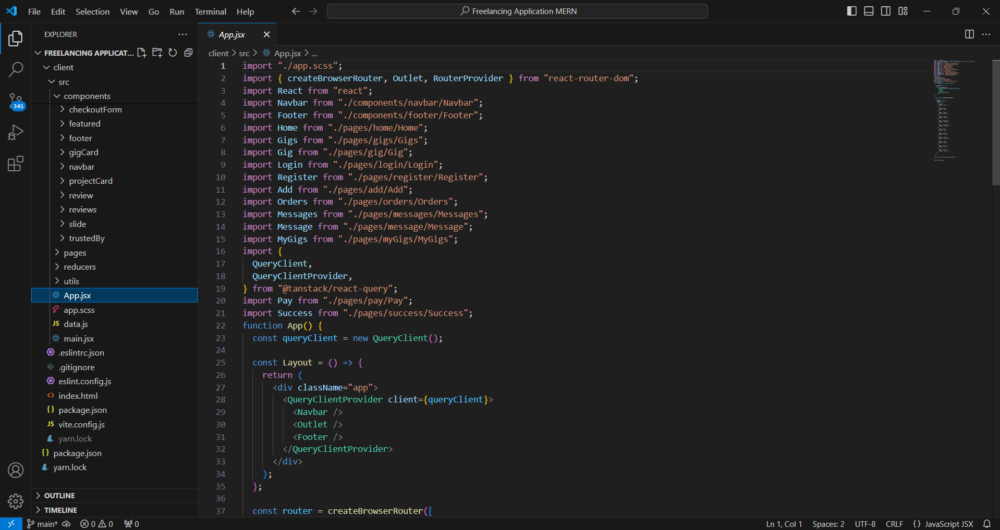 File Edit Selection View Go Run Terminal Help
Freelancing Application MERN
EXPLORER
FREELANCING APPLICAT...
client
src
components
checkoutForm
featured
footer
gigCard
navbar
projectCard
review
reviews
slide
trustedBy
pages
reducers
utils
App.jsx
app.scss
JS data.js
main.jsx
.eslintrc.json
.gitignore
eslint.config.js
<> index.html
{} package.json
JS vite.config.js
yarn.lock
{} package.json
yarn.lock
OUTLINE
TIMELINE
345
App.jsx
client > src > App.jsx > ...
1 import "./app.scss";
2 import { createBrowserRouter, Outlet, RouterProvider } from "react-router-dom";
3 import React from "react";
4 import Navbar from "./components/navbar/Navbar";
5 import Footer from "./components/footer/Footer";
6 import Home from "./pages/home/Home";
7 import Gigs from "./pages/gigs/Gigs";
8 import Gig from "./pages/gig/Gig";
9 import Login from "./pages/login/Login";
10 import Register from "./pages/register/Register";
11 import Add from "./pages/add/Add";
12 import Orders from "./pages/orders/Orders";
13 import Messages from "./pages/messages/Messages";
14 import Message from "./pages/message/Message";
15 import MyGigs from "./pages/myGigs/MyGigs";
16 import {
17 QueryClient,
18 QueryClientProvider,
19 } from "@tanstack/react-query";
20 import Pay from "./pages/pay/Pay";
21 import Success from "./pages/success/Success";
22 function App() {
23 const queryClient = new QueryClient();
24
25 const Layout = () => {
26 return (
27 <div className="app">
28 <QueryClientProvider client={queryClient}>
29 <Navbar />
30 <Outlet />
31 <Footer />
32 </QueryClientProvider>
33 </div>
34 );
35 };
36
37 const router = createBrowserRouter([
main* 0 0 0
Ln 1, Col 1 Spaces: 2 UTF-8 CRLF {} JavaScript JSX